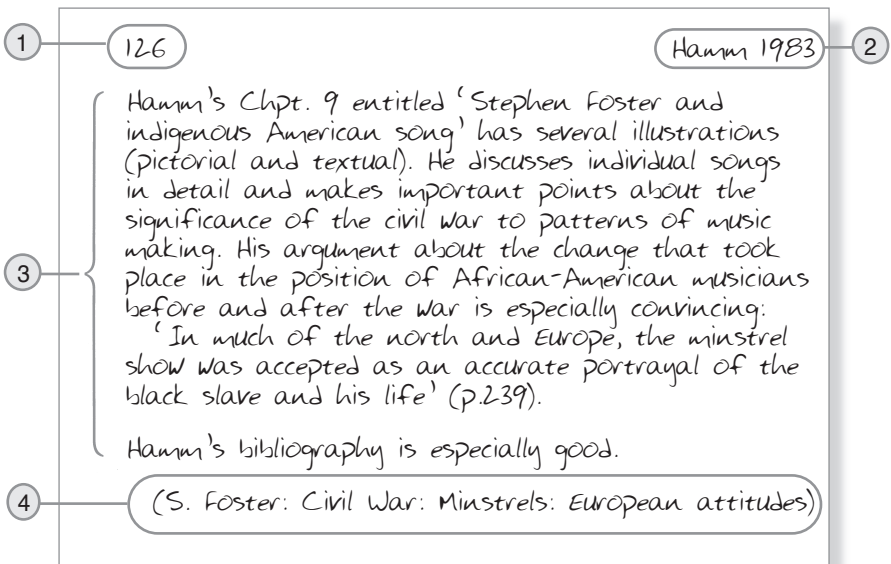 1 126 Hamm 1983 2
Hamm's Chpt. 9 entitled 'Stephen Foster and
indigenous American song' has several illustrations
(pictorial and textual). He discusses individual songs
in detail and makes important points about the
significance of the civil war to patterns of music
making. His argument about the change that took
3 place in the position of African-American musicians
before and after the war is especially convincing:
'In much of the north and Europe, the minstrel
show was accepted as an accurate portrayal of the
black slave and his life' (p.239).
Hamm's bibliography is especially good.
4 (S. Foster: Civil War: Minstrels: European attitudes)